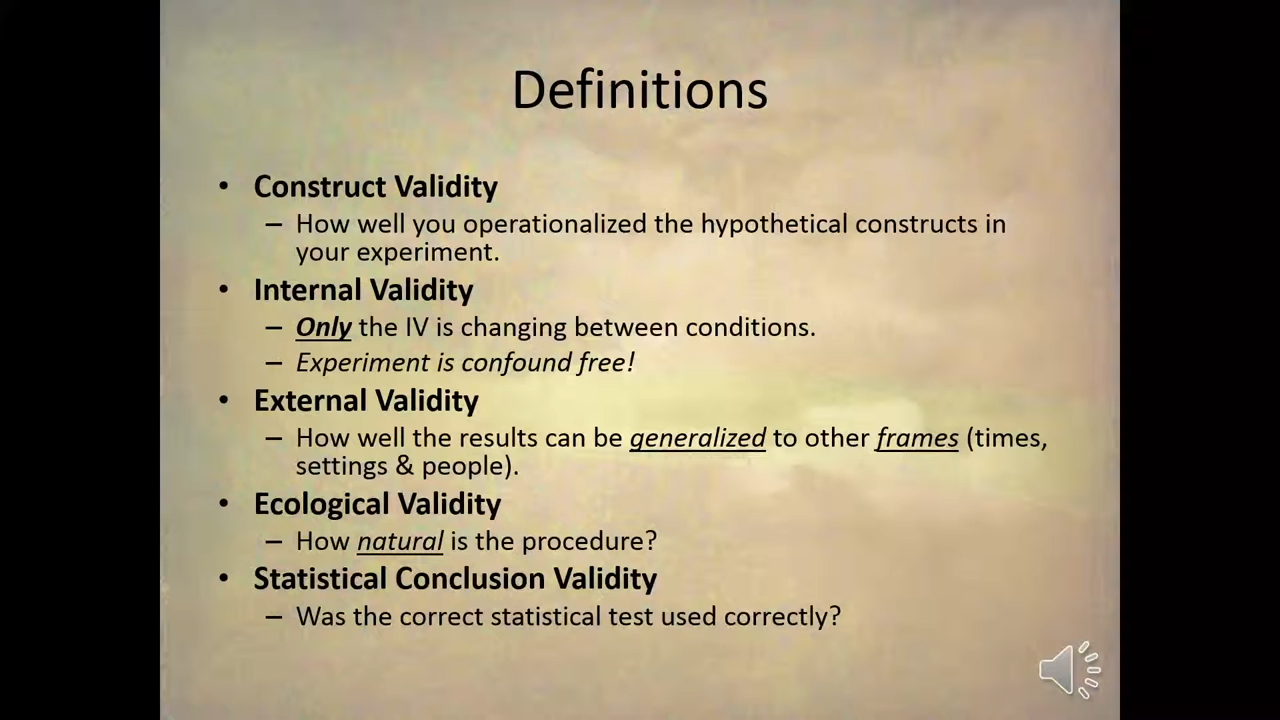 Definitions
• Construct Validity
– How well you operationalized the hypothetical constructs in
your experiment.
• Internal Validity
– Only the IV is changing between conditions.
– Experiment is confound free!
• External Validity
– How well the results can be generalized to other frames (times,
settings & people).
• Ecological Validity
– How natural is the procedure?
• Statistical Conclusion Validity
– Was the correct statistical test used correctly?